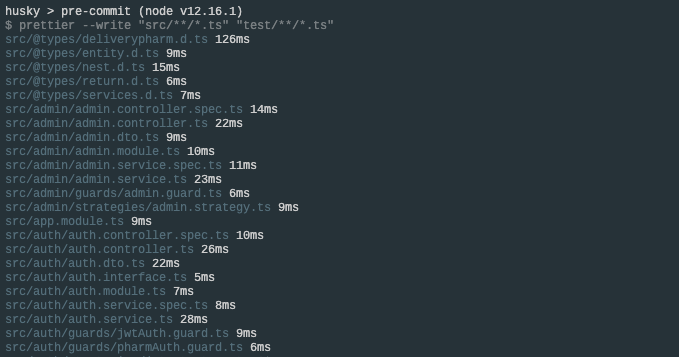 husky > pre-commit (node v12.16.1)
$ prettier --write "src/**/*.ts" "test/**/*.ts"
src/@types/deliverypharm.d.ts 126ms
src/@types/entity.d.ts 9ms
src/@types/nest.d.ts 15ms
src/@types/return.d.ts 6ms
src/@types/services.d.ts 7ms
src/admin/admin.controller.spec.ts 14ms
src/admin/admin.controller.ts 22ms
src/admin/admin.dto.ts 9ms
src/admin/admin.module.ts 10ms
src/admin/admin.service.spec.ts 11ms
src/admin/admin.service.ts 23ms
src/admin/guards/admin.guard.ts 6ms
src/admin/strategies/admin.strategy.ts 9ms
src/app.module.ts 9ms
src/auth/auth.controller.spec.ts 10ms
src/auth/auth.controller.ts 26ms
src/auth/auth.dto.ts 22ms
src/auth/auth.interface.ts 5ms
src/auth/auth.module.ts 7ms
src/auth/auth.service.spec.ts 8ms
src/auth/auth.service.ts 28ms
src/auth/guards/jwtAuth.guard.ts 9ms
src/auth/guards/pharmAuth.guard.ts 6ms